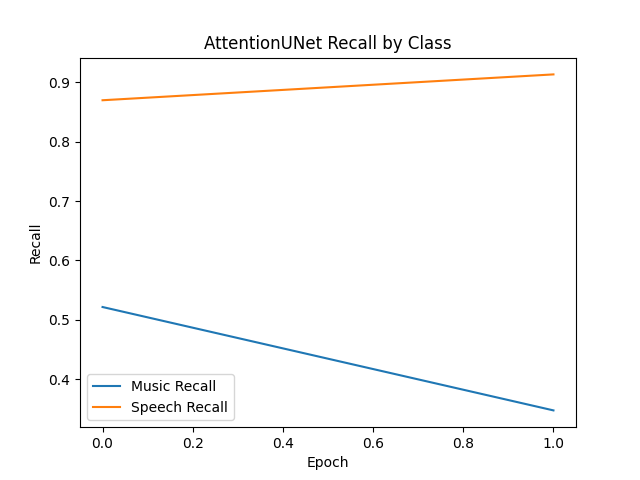 AttentionUNet Recall by Class
Recall
0.9
0.8
0.7
0.6
0.5
0.4
Music Recall
Speech Recall
0.0 0.2 0.4 0.6 0.8 1.0
Epoch